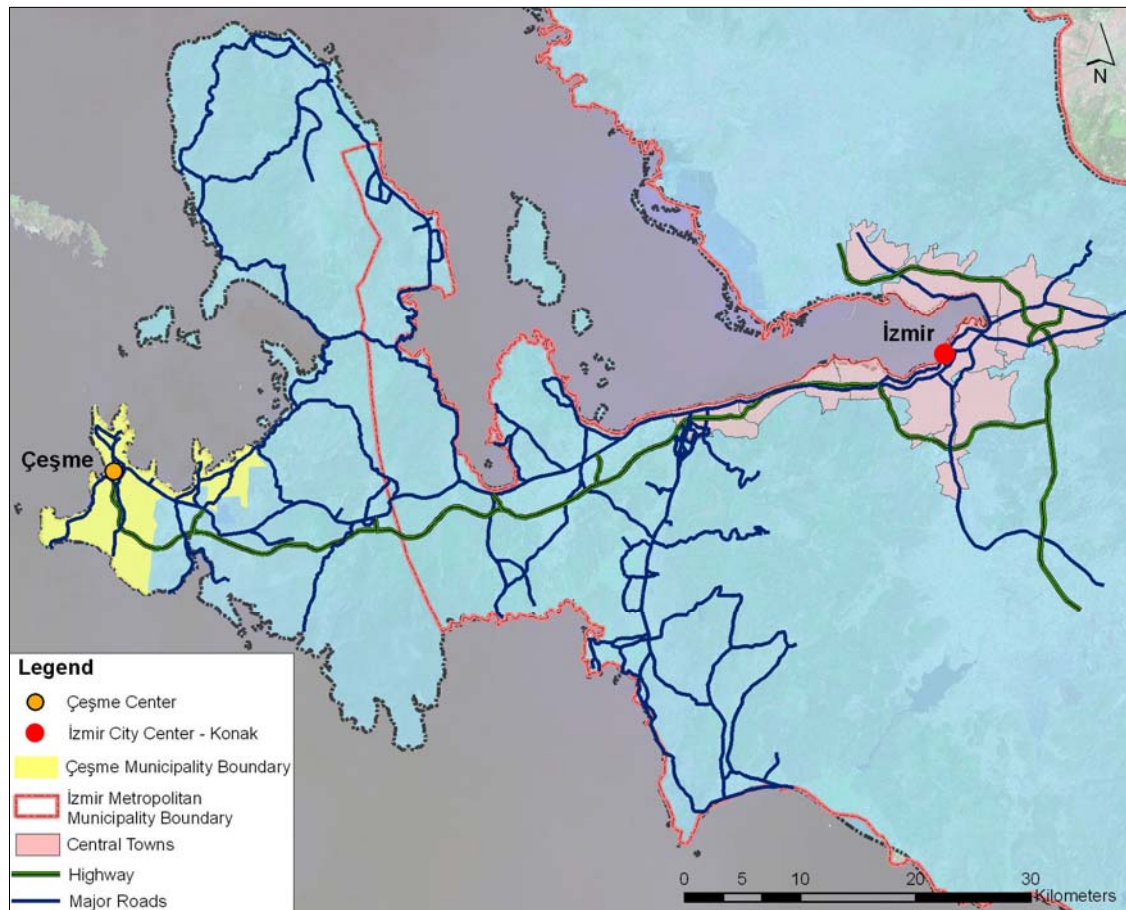 N
İzmir
Çeşme
Legend
Çeşme Center
İzmir City Center - Konak
Çeşme Municipality Boundary
İzmir Metropolitan
Municipality Boundary
Central Towns
Highway
Major Roads
0 5 10 20 30
Kilometers